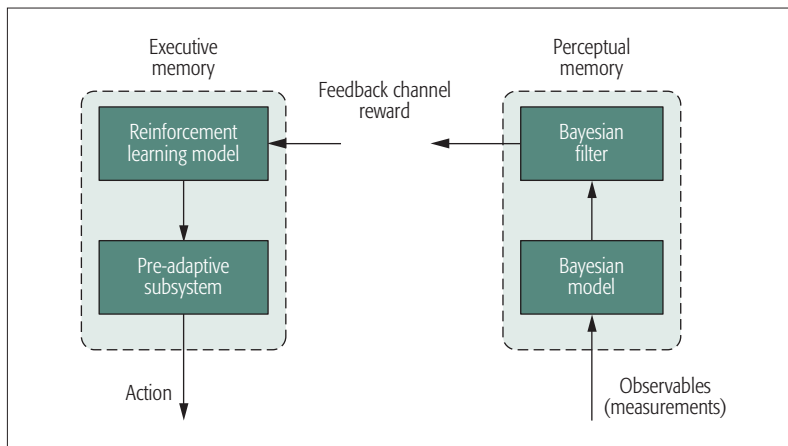 Executive
memory
Perceptual
memory
Feedback channel
reward
Reinforcement
learning model
Bayesian
filter
Pre-adaptive
subsystem
Bayesian
model
Action
Observables
(measurements)